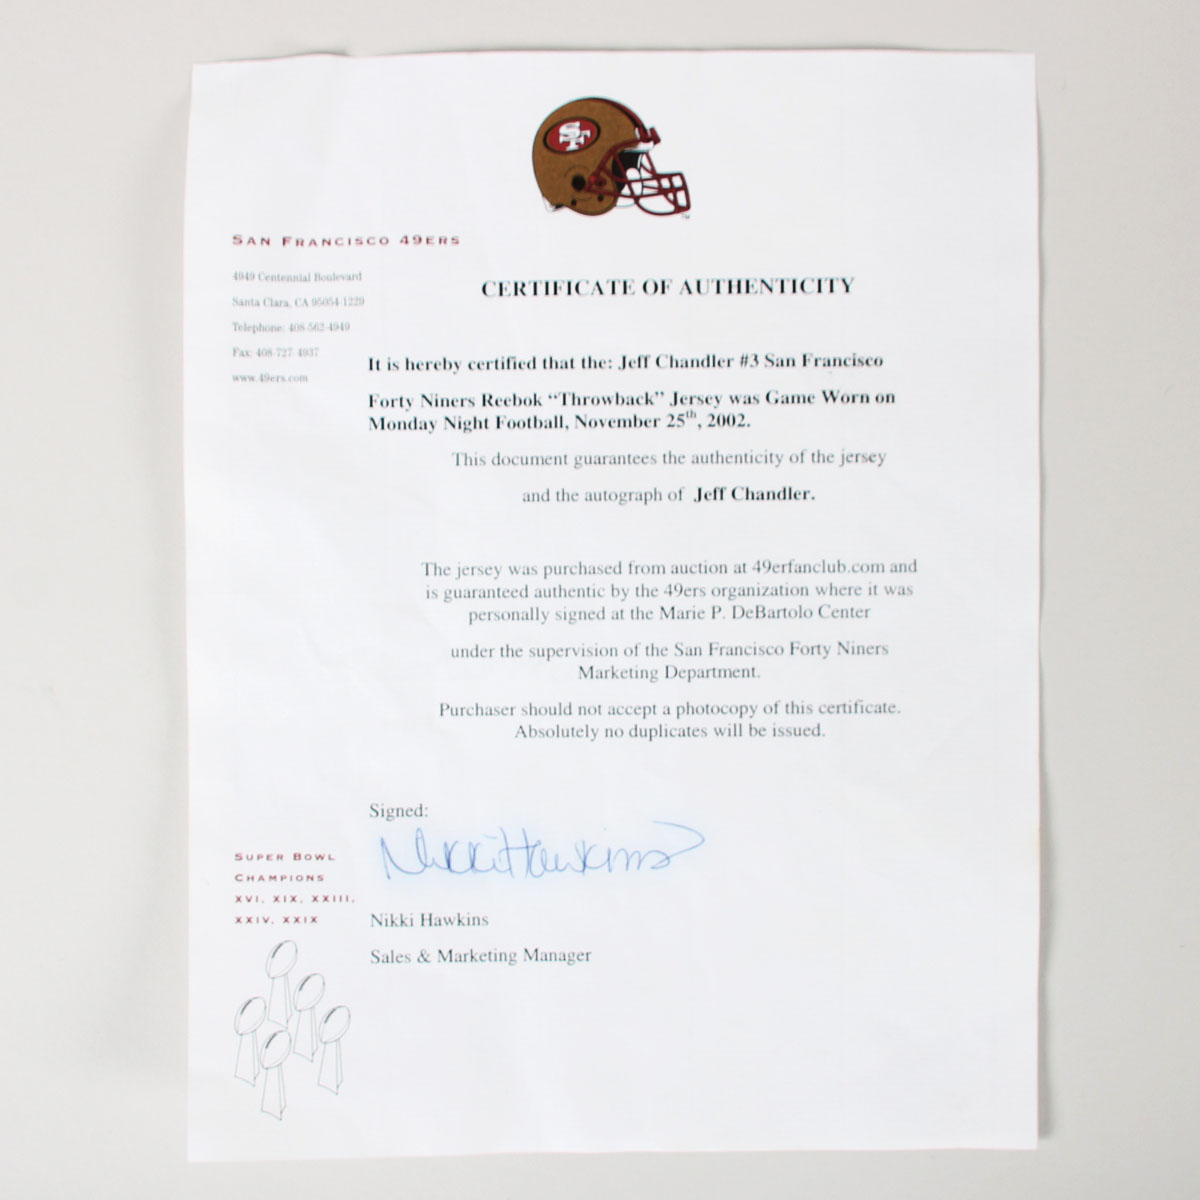 SF
TM
SAN FRANCISCO 49ERS
4949 Centennial Boulevard
Santa Clara, CA 95054-1229
Telephone: 408-562-4949
Fax: 408-727-4937
www.49ers.com
CERTIFICATE OF AUTHENTICITY
It is hereby certified that the: Jeff Chandler #3 San Francisco
Forty Niners Reebok “Throwback” Jersey was Game Worn on
Monday Night Football, November 25th, 2002.
This document guarantees the authenticity of the jersey
and the autograph of Jeff Chandler.
The jersey was purchased from auction at 49erfanclub.com and
is guaranteed authentic by the 49ers organization where it was
personally signed at the Marie P. DeBartolo Center
under the supervision of the San Francisco Forty Niners
Marketing Department.
Purchaser should not accept a photocopy of this certificate.
Absolutely no duplicates will be issued.
Signed:
Nikki Hawkins
Nikki Hawkins
Sales & Marketing Manager
SUPER BOWL
CHAMPIONS
XVI, XIX, XXIII,
XXIV, XXIX